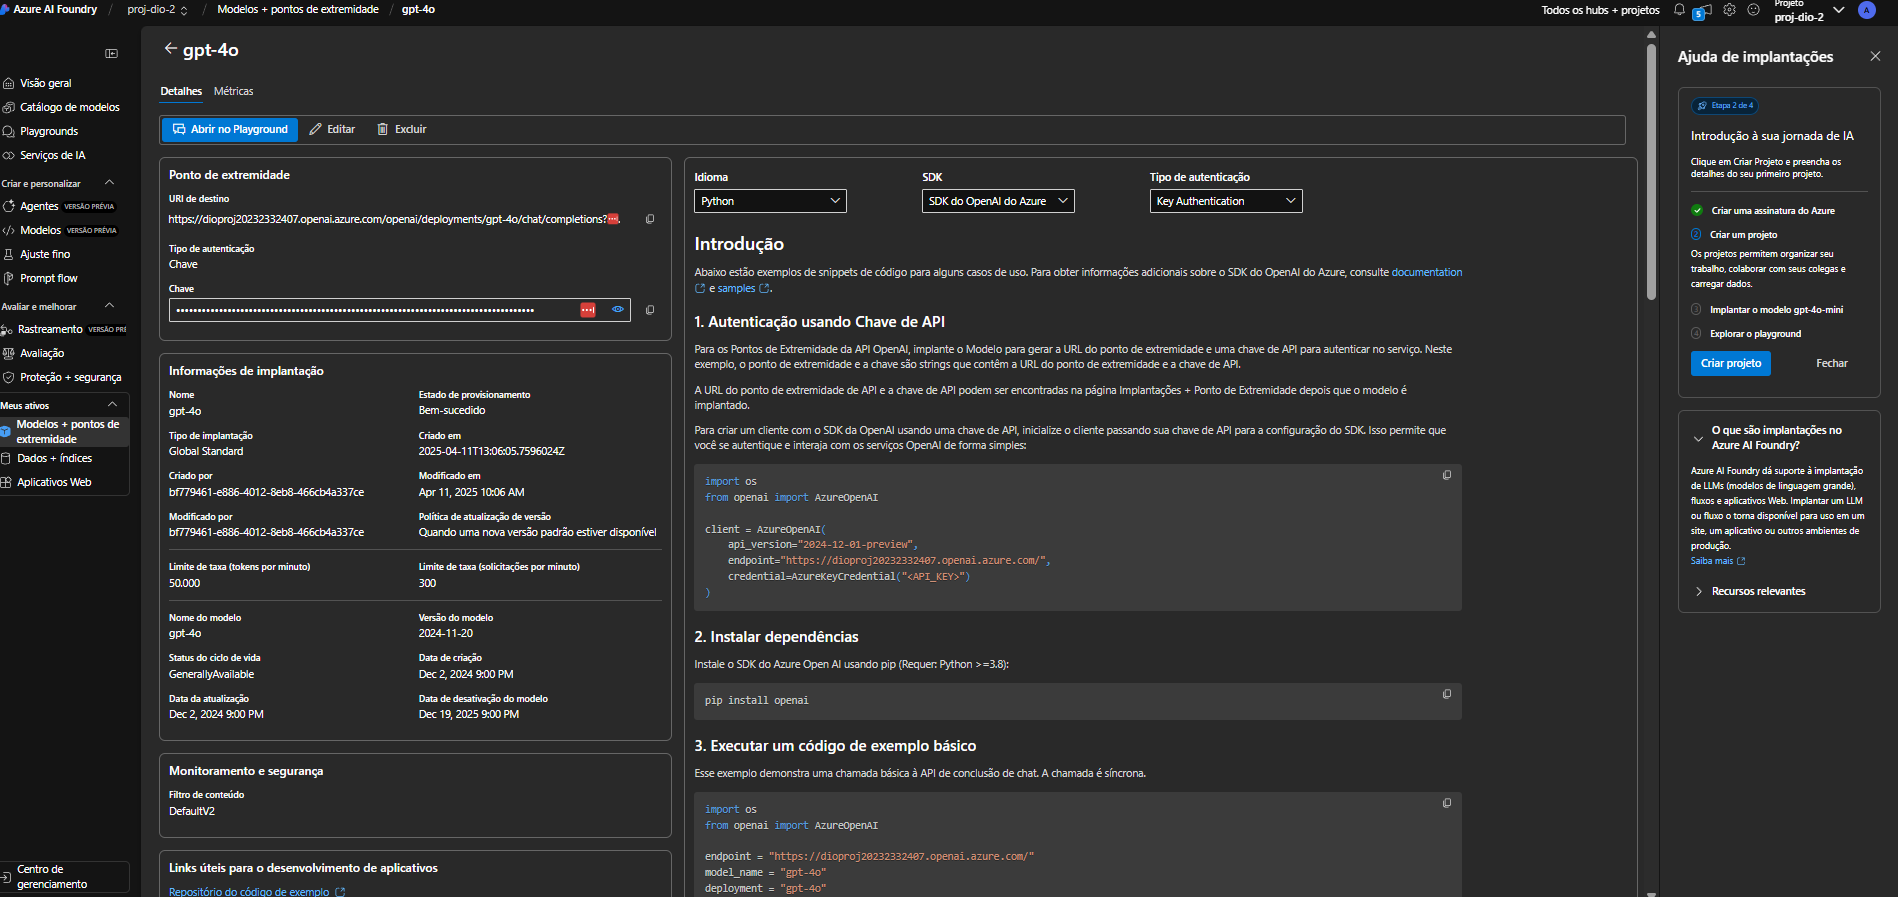 Azure AI Foundry / proj-dio-2 / Modelos + pontos de extremidade / gpt-4o
Todos os hubs + projetos
5
Projeto
proj-dio-2
A
Visão geral
Catálogo de modelos
Playgrounds
Serviços de IA
Criar e personalizar
Agentes VERSÃO PRÉVIA
Modelos VERSÃO PRÉVIA
Ajuste fino
Prompt flow
Avaliar e melhorar
Rastreamento VERSÃO PRÉ
Avaliação
Proteção + segurança
Meus ativos
Modelos + pontos de
extremidade
Dados + índices
Aplicativos Web
Centro de
gerenciamento
gpt-4o
Detalhes Métricas
Abrir no Playground Editar Excluir
Ponto de extremidade
URI de destino
https://dioproj20232332407.openai.azure.com/openai/deployments/gpt-4o/chat/completions?
Tipo de autenticação
Chave
Chave
Informações de implantação
Nome
gpt-4o
Estado de provisionamento
Bem-sucedido
Tipo de implantação
Global Standard
Criado em
2025-04-11T13:06:05.7596024Z
Criado por
bf779461-e886-4012-8eb8-466cb4a337ce
Modificado em
Apr 11, 2025 10:06 AM
Modificado por
bf779461-e886-4012-8eb8-466cb4a337ce
Política de atualização de versão
Quando uma nova versão padrão estiver disponível
Limite de taxa (tokens por minuto)
50.000
Limite de taxa (solicitações por minuto)
300
Nome do modelo
gpt-4o
Versão do modelo
2024-11-20
Status do ciclo de vida
GenerallyAvailable
Data de criação
Dec 2, 2024 9:00 PM
Data da atualização
Dec 2, 2024 9:00 PM
Data de desativação do modelo
Dec 19, 2025 9:00 PM
Monitoramento e segurança
Filtro de conteúdo
DefaultV2
Links úteis para o desenvolvimento de aplicativos
Repositório do código de exemplo
Idioma
Python
SDK
SDK do OpenAI do Azure
Tipo de autenticação
Key Authentication
Introdução
Abaixo estão exemplos de snippets de código para alguns casos de uso. Para obter informações adicionais sobre o SDK do OpenAI do Azure, consulte documentation
e samples .
1. Autenticação usando Chave de API
Para os Pontos de Extremidade da API OpenAI, implante o Modelo para gerar a URL do ponto de extremidade e uma chave de API para autenticar no serviço. Neste
exemplo, o ponto de extremidade e a chave são strings que contêm a URL do ponto de extremidade e a chave de API.
A URL do ponto de extremidade de API e a chave de API podem ser encontradas na página Implantações + Ponto de Extremidade depois que o modelo é
implantado.
Para criar um cliente com o SDK da OpenAI usando uma chave de API, inicialize o cliente passando sua chave de API para a configuração do SDK. Isso permite que
você se autentique e interaja com os serviços OpenAI de forma simples:
import os
from openai import AzureOpenAI
client = AzureOpenAI(
api_version="2024-12-01-preview",
endpoint="https://dioproj20232332407.openai.azure.com/",
credential=AzureKeyCredential("<API_KEY>")
)
2. Instalar dependências
Instale o SDK do Azure Open AI usando pip (Requer: Python >=3.8):
pip install openai
3. Executar um código de exemplo básico
Esse exemplo demonstra uma chamada básica à API de conclusão de chat. A chamada é síncrona.
import os
from openai import AzureOpenAI
endpoint = "https://dioproj20232332407.openai.azure.com/"
model_name = "gpt-4o"
deployment = "gpt-4o"
Ajuda de implantações
Etapa 2 de 4
Introdução à sua jornada de IA
Clique em Criar Projeto e preencha os
detalhes do seu primeiro projeto.
Criar uma assinatura do Azure
2 Criar um projeto
Os projetos permitem organizar seu
trabalho, colaborar com seus colegas e
carregar dados.
3 Implantar o modelo gpt-4o-mini
4 Explorar o playground
Criar projeto Fechar
O que são implantações no
Azure AI Foundry?
Azure AI Foundry dá suporte à implantação
de LLMs (modelos de linguagem grande),
fluxos e aplicativos Web. Implantar um LLM
ou fluxo o torna disponível para uso em um
site, um aplicativo ou outros ambientes de
produção.
Saiba mais
Recursos relevantes